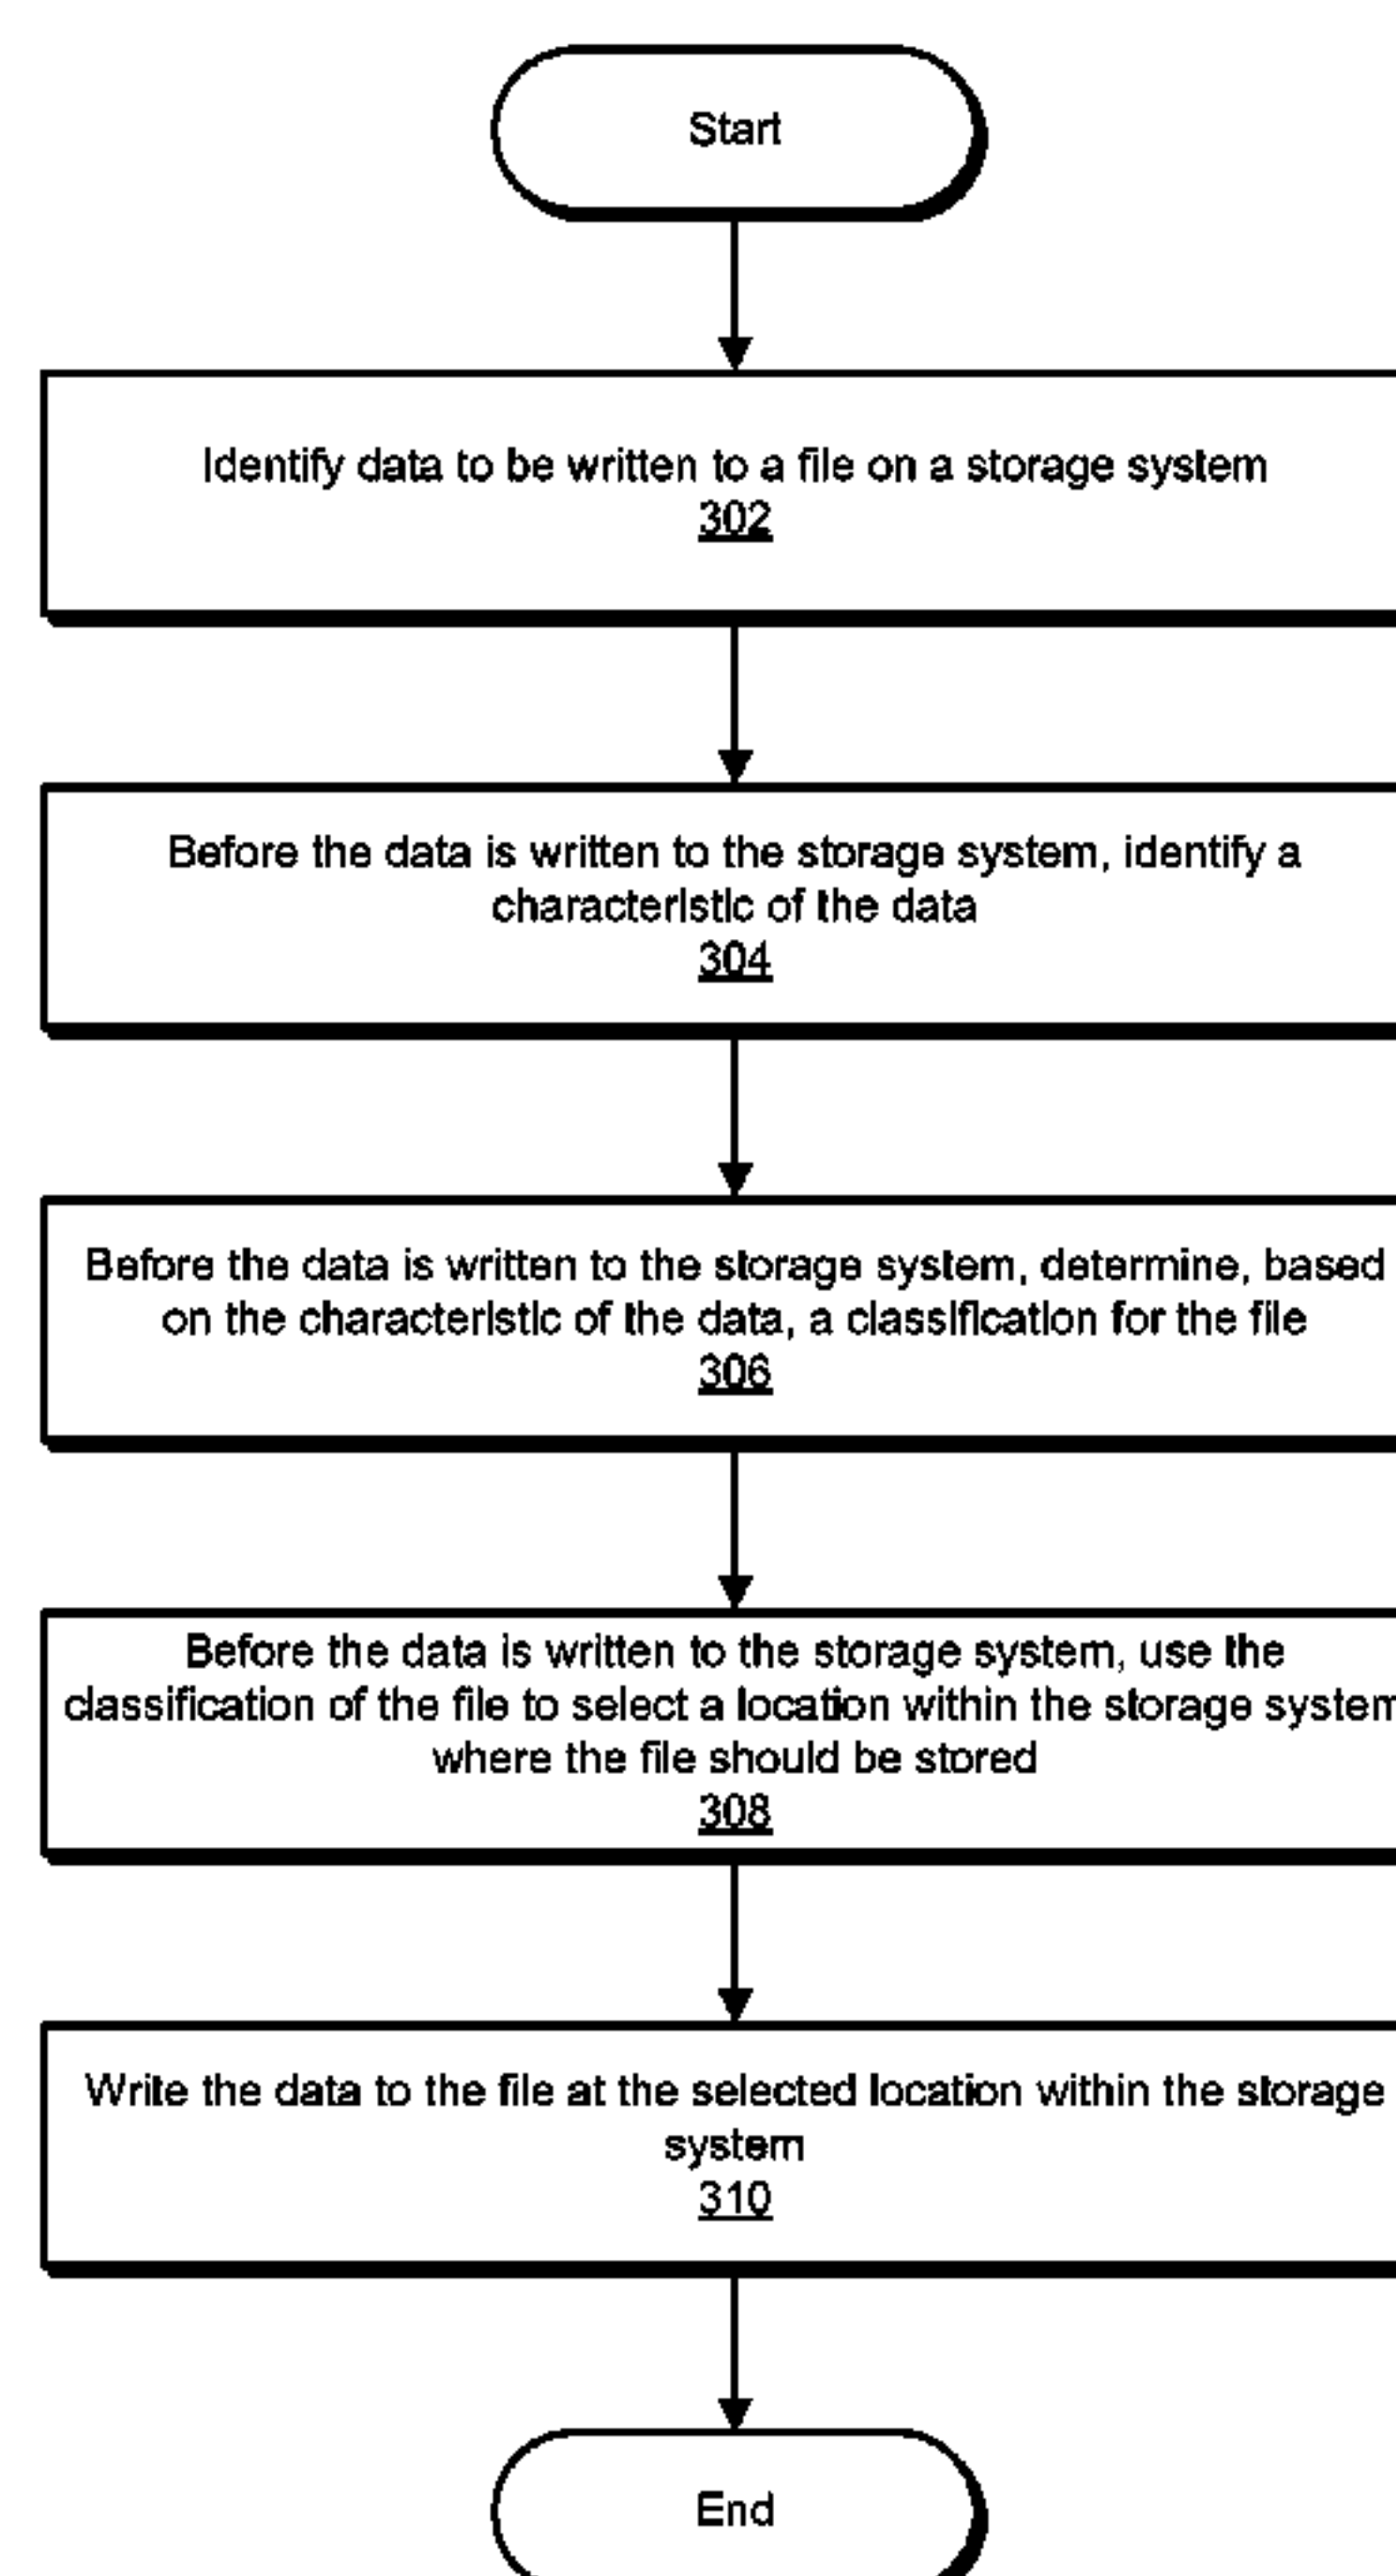 Start
Identify data to be written to a file on a storage system
302
Before the data is written to the storage system, identify a
characteristic of the data
304
Before the data is written to the storage system, determine, based
on the characteristic of the data, a classification for the file
306
Before the data is written to the storage system, use the
classification of the file to select a location within the storage system
where the file should be stored
308
Write the data to the file at the selected location within the storage
system
310
End